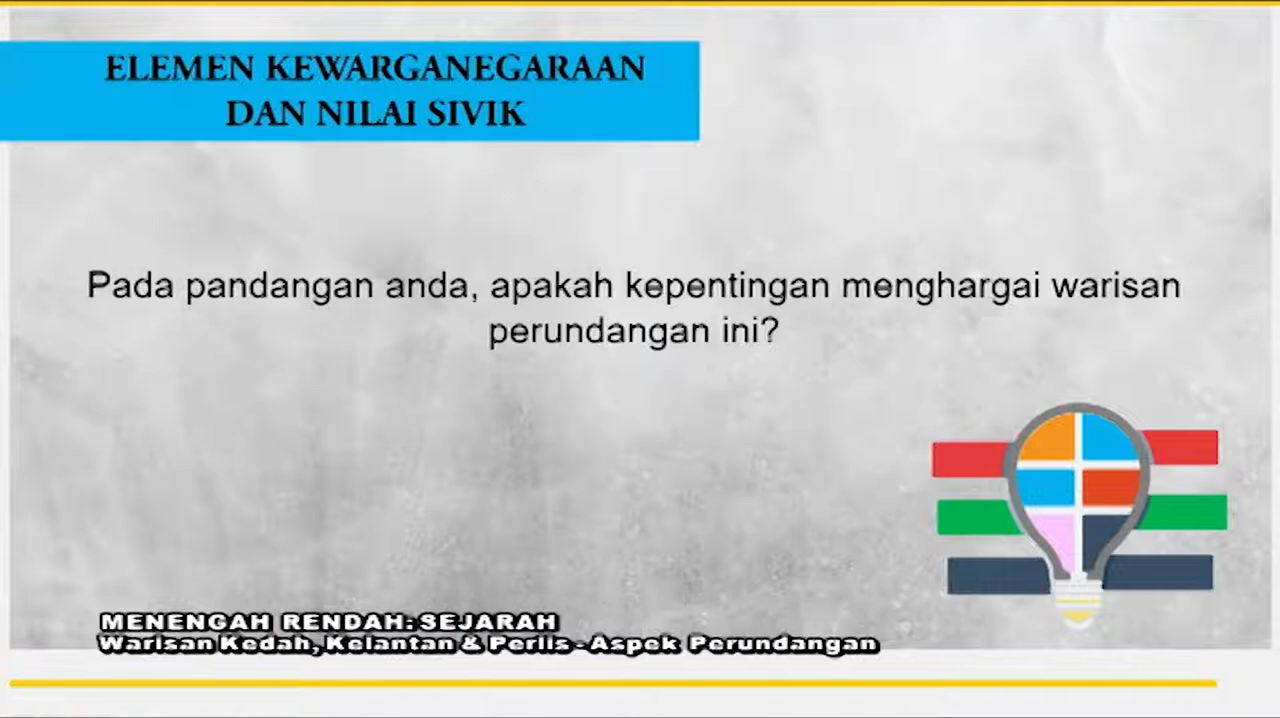 ELEMEN KEWARGANEGARAAN
DAN NILAI SIVIK
Pada pandangan anda, apakah kepentingan menghargai warisan
perundangan ini?
MENENGAH RENDAH: SEJARAH
Warisan Kedah, Kelantan & Perlis - Aspek Perundangan